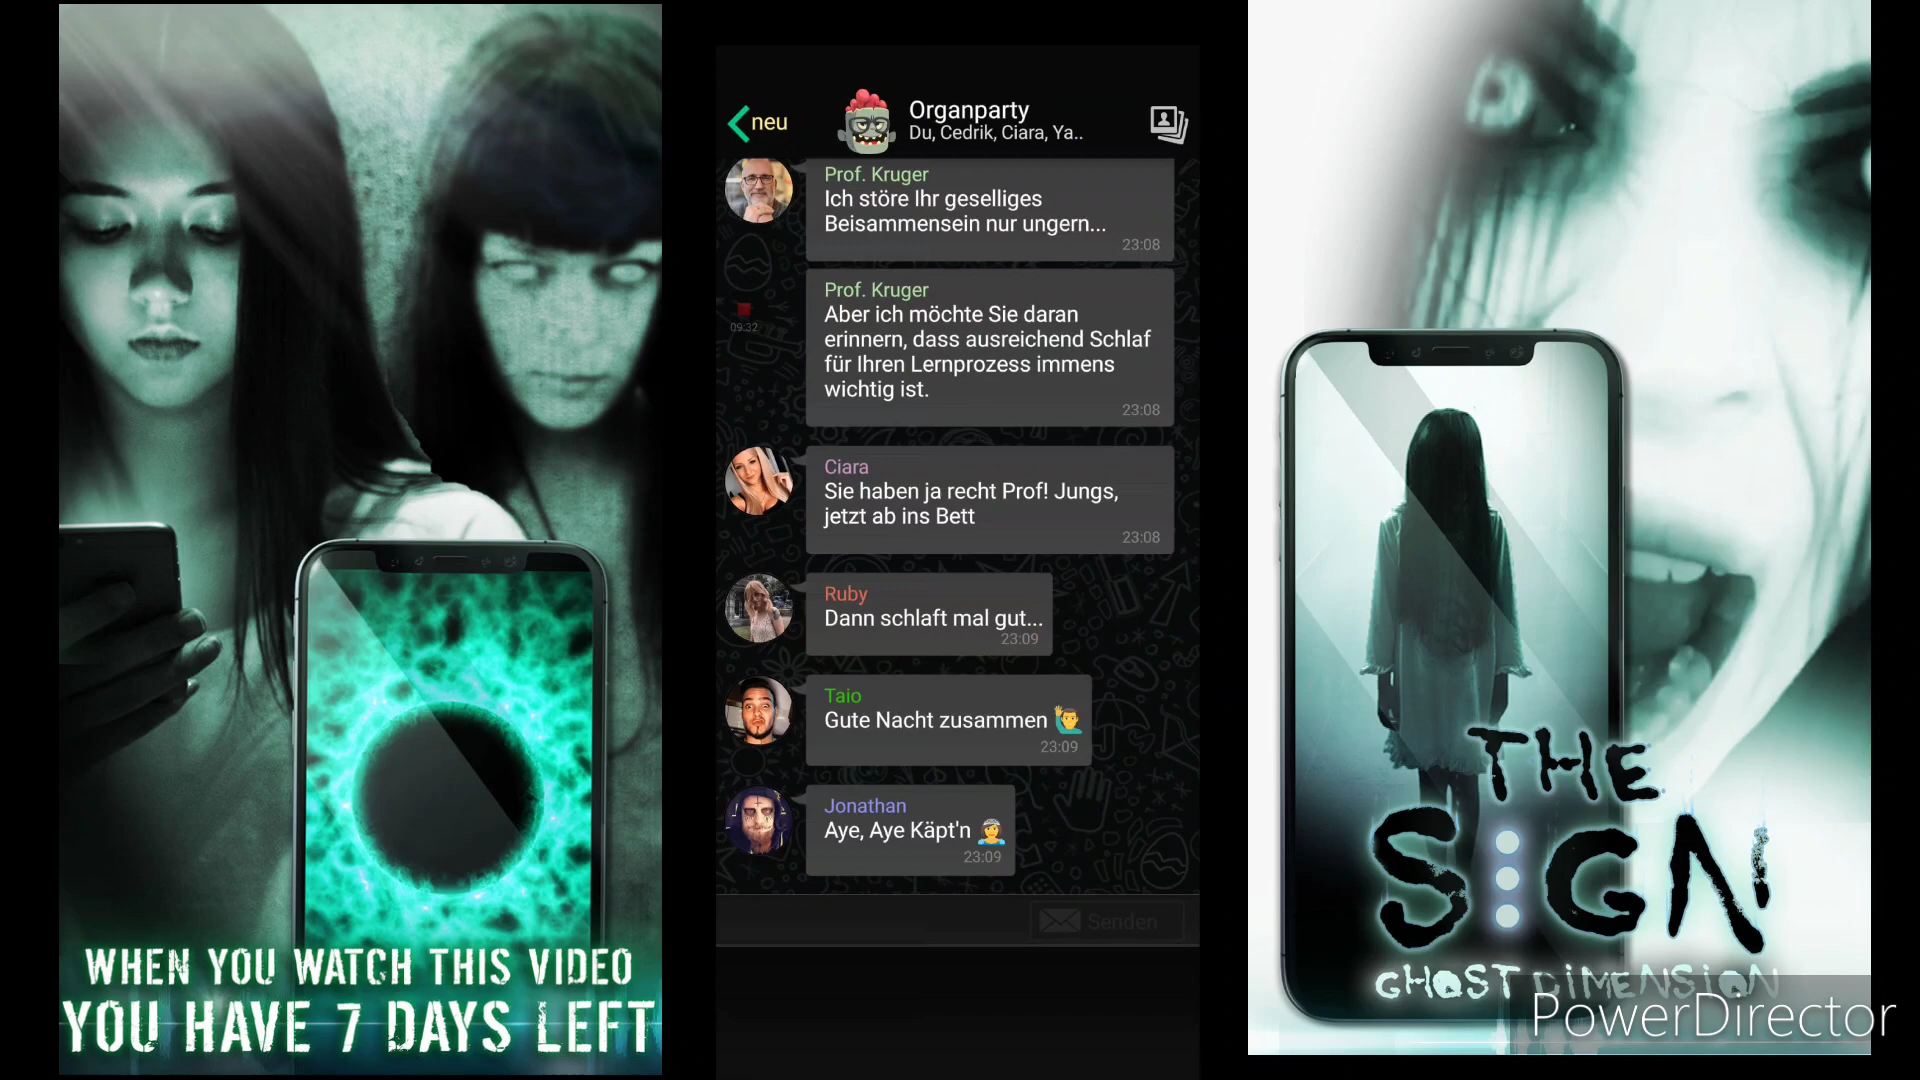 WHEN YOU WATCH THIS VIDEO
YOU HAVE 7 DAYS LEFT
neu
Organparty
Du, Cedrik, Ciara, Ya..
Prof. Kruger
Ich störe Ihr geselliges
Beisammensein nur ungern...
23:08
Prof. Kruger
Aber ich möchte Sie daran
erinnern, dass ausreichend Schlaf
für Ihren Lernprozess immens
wichtig ist.
23:08
09:32
Ciara
Sie haben ja recht Prof! Jungs,
jetzt ab ins Bett
23:08
Ruby
Dann schlaft mal gut...
23:09
Taio
Gute Nacht zusammen 🙋‍♂️
23:09
Jonathan
Aye, Aye Käpt'n
23:09
Senden
THE
SIGN
GHOST DIMENSION
PowerDirector